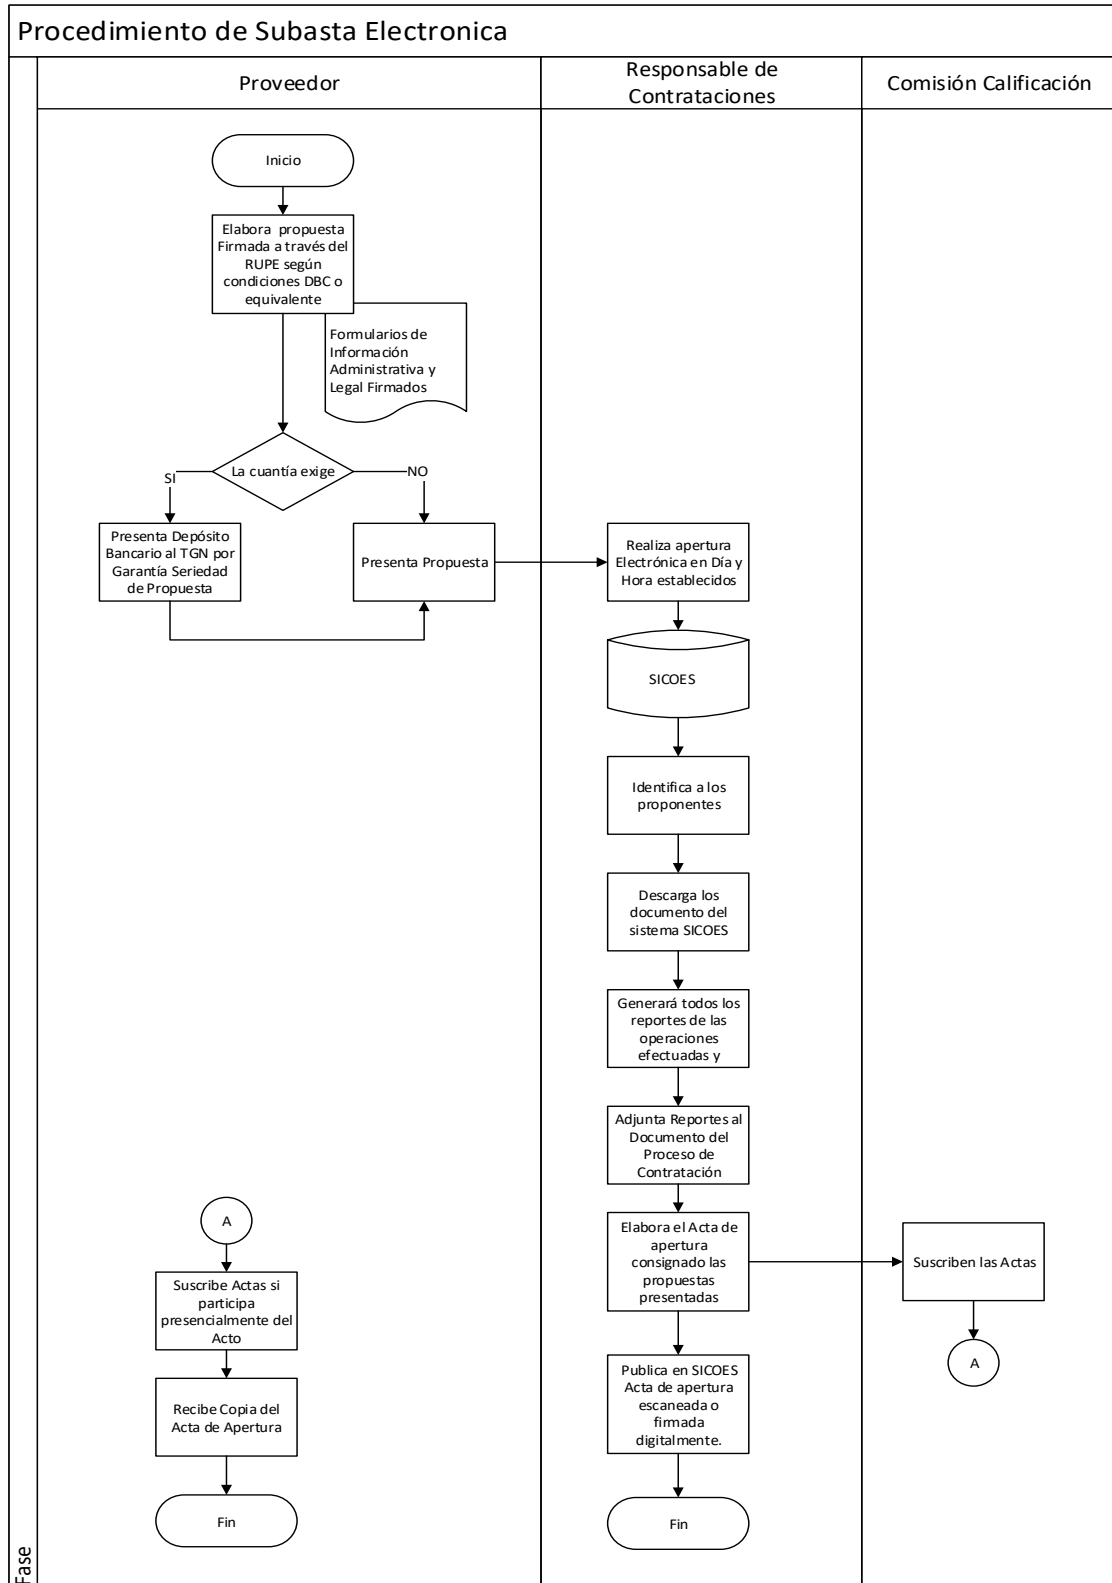 Procedimiento de Subasta Electronica
Proveedor
Responsable de
Contrataciones
Comisión Calificación
Inicio
Elabora propuesta
Firmada a través del
RUPE según
condiciones DBC o
equivalente
Formularios de
Información
Administrativa y
Legal Firmados
La cuantía exige
SI
NO
Presenta Depósito
Bancario al TGN por
Garantía Seriedad
de Propuesta
Presenta Propuesta
Realiza apertura
Electrónica en Día y
Hora establecidos
SICOES
Identifica a los
proponentes
Descarga los
documento del
sistema SICOES
Generará todos los
reportes de las
operaciones
efectuadas y
Adjunta Reportes al
Documento del
Proceso de
Contratación
Elabora el Acta de
apertura
consignado las
propuestas
presentadas
Suscriben las Actas
A
A
Suscribe Actas si
participa
presencialmente del
Acto
Recibe Copia del
Acta de Apertura
Fin
Publica en SICOES
Acta de apertura
escaneada o
firmada
digitalmente.
Fin
Fase